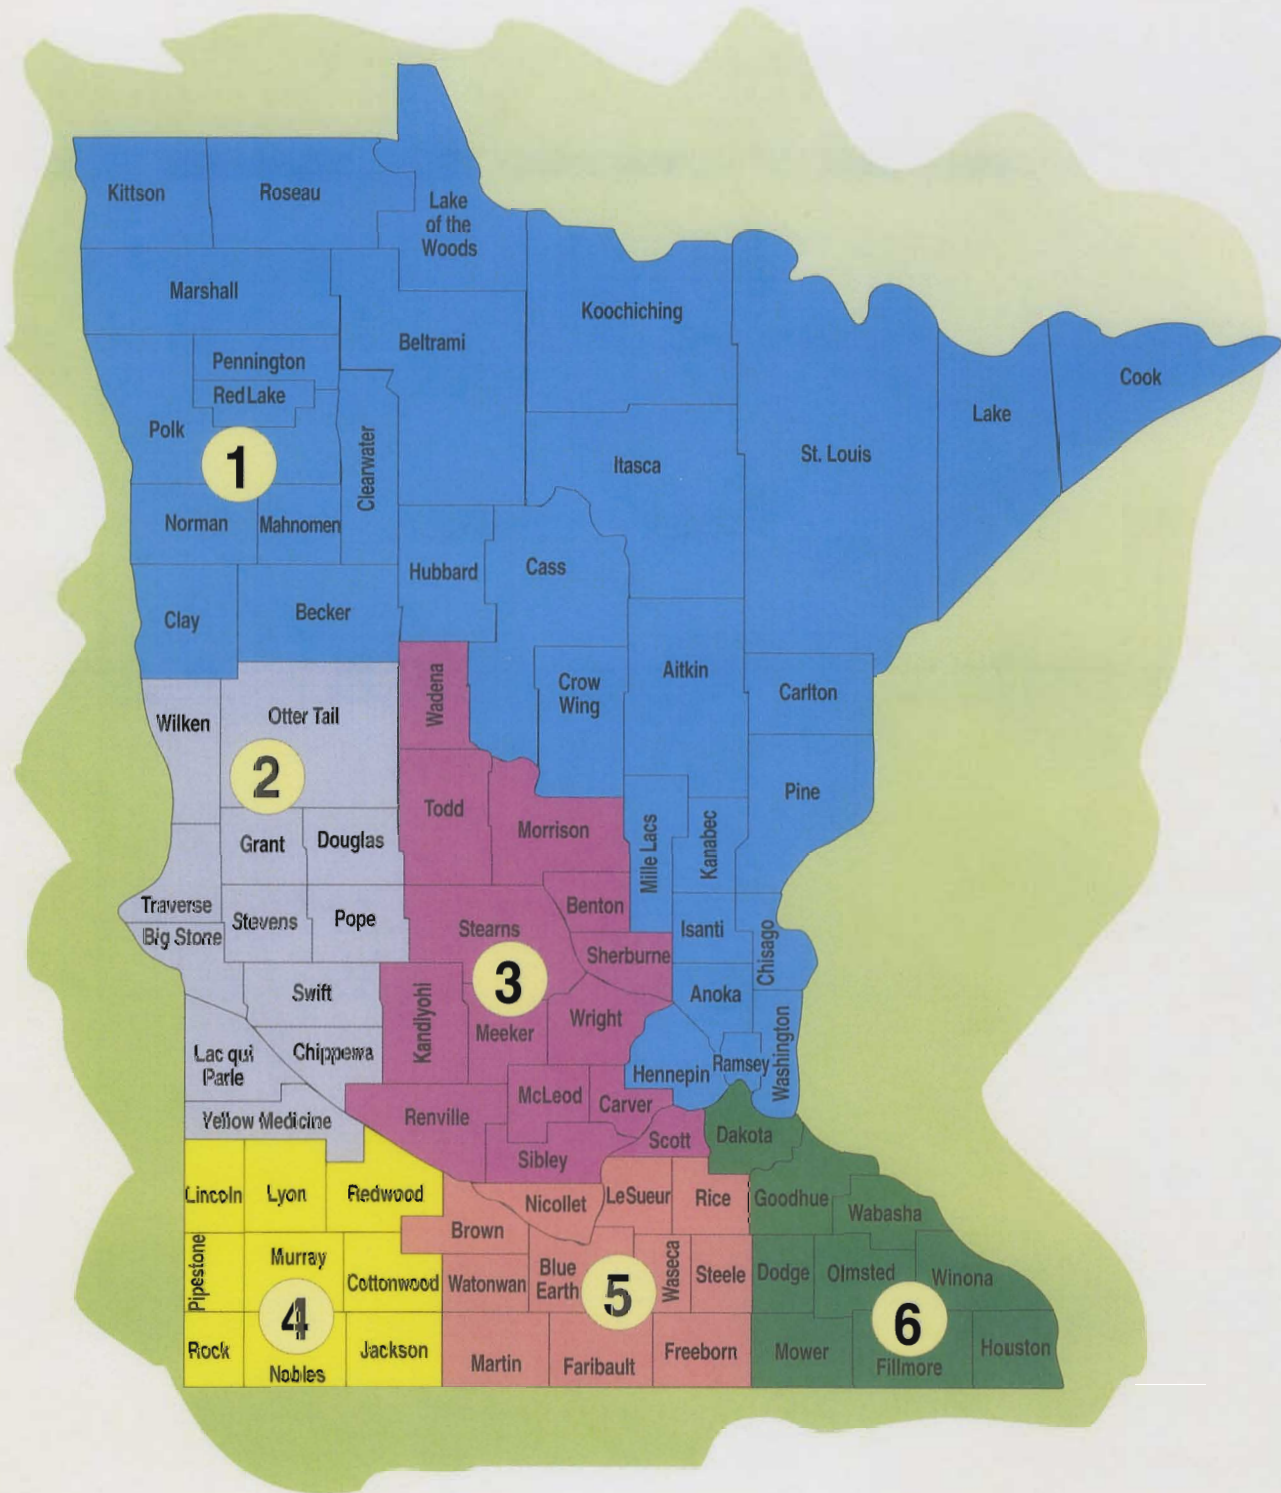 Kittson
Roseau
Lake
of the
Woods
Marshall
Koochiching
Beltrami
Pennington
Red Lake
Cook
Lake
Polk
1
Clearwater
Itasca
St. Louis
Norman
Mahnomen
Hubbard
Cass
Clay
Becker
Wadena
Aitkin
Crow
Wing
Carlton
Wilken
Otter Tail
2
Todd
Morrison
Mille Lacs
Kanabec
Pine
Grant
Douglas
Traverse
Stevens
Pope
Benton
Big Stone
Stearns
Isanti
Chisago
Sherburne
3
Swift
Kandiyohi
Anoka
Wright
Meeker
Lac qui
Parle
Chippewa
Hennepin
Ramsey
Washington
Yellow Medicine
Renville
McLeod
Carver
Scott
Dakota
Sibley
Lincoln
Lyon
Redwood
Nicollet
LeSueur
Rice
Goodhue
Wabasha
Brown
Pipestone
Murray
Cottonwood
Watonwan
Blue
Earth
5
Waseca
Steele
Dodge
Olmsted
Winona
4
6
Rock
Nobles
Jackson
Martin
Faribault
Freeborn
Mower
Fillmore
Houston